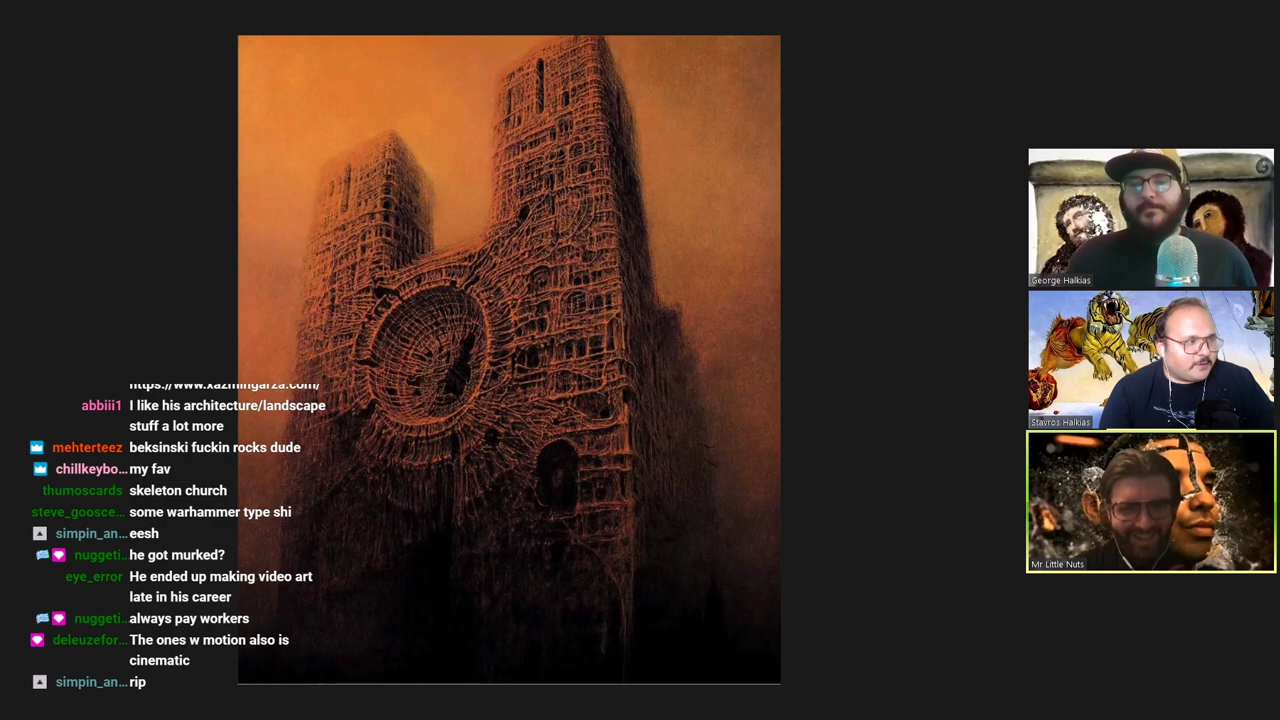 https://www.xazmingarza.com/
abbiii1 I like his architecture/landscape
stuff a lot more
mehterteez beksinski fuckin rocks dude
chillkeybo... my fav
thumoscards skeleton church
steve_goosce... some warhammer type shi
simpin_an... eesh
nuggeti... he got murked?
eye_error He ended up making video art
late in his career
nuggeti... always pay workers
deleuzefor... The ones w motion also is
cinematic
simpin_an... rip
George Halkias
Stavros Halkias
Mr Little Nuts